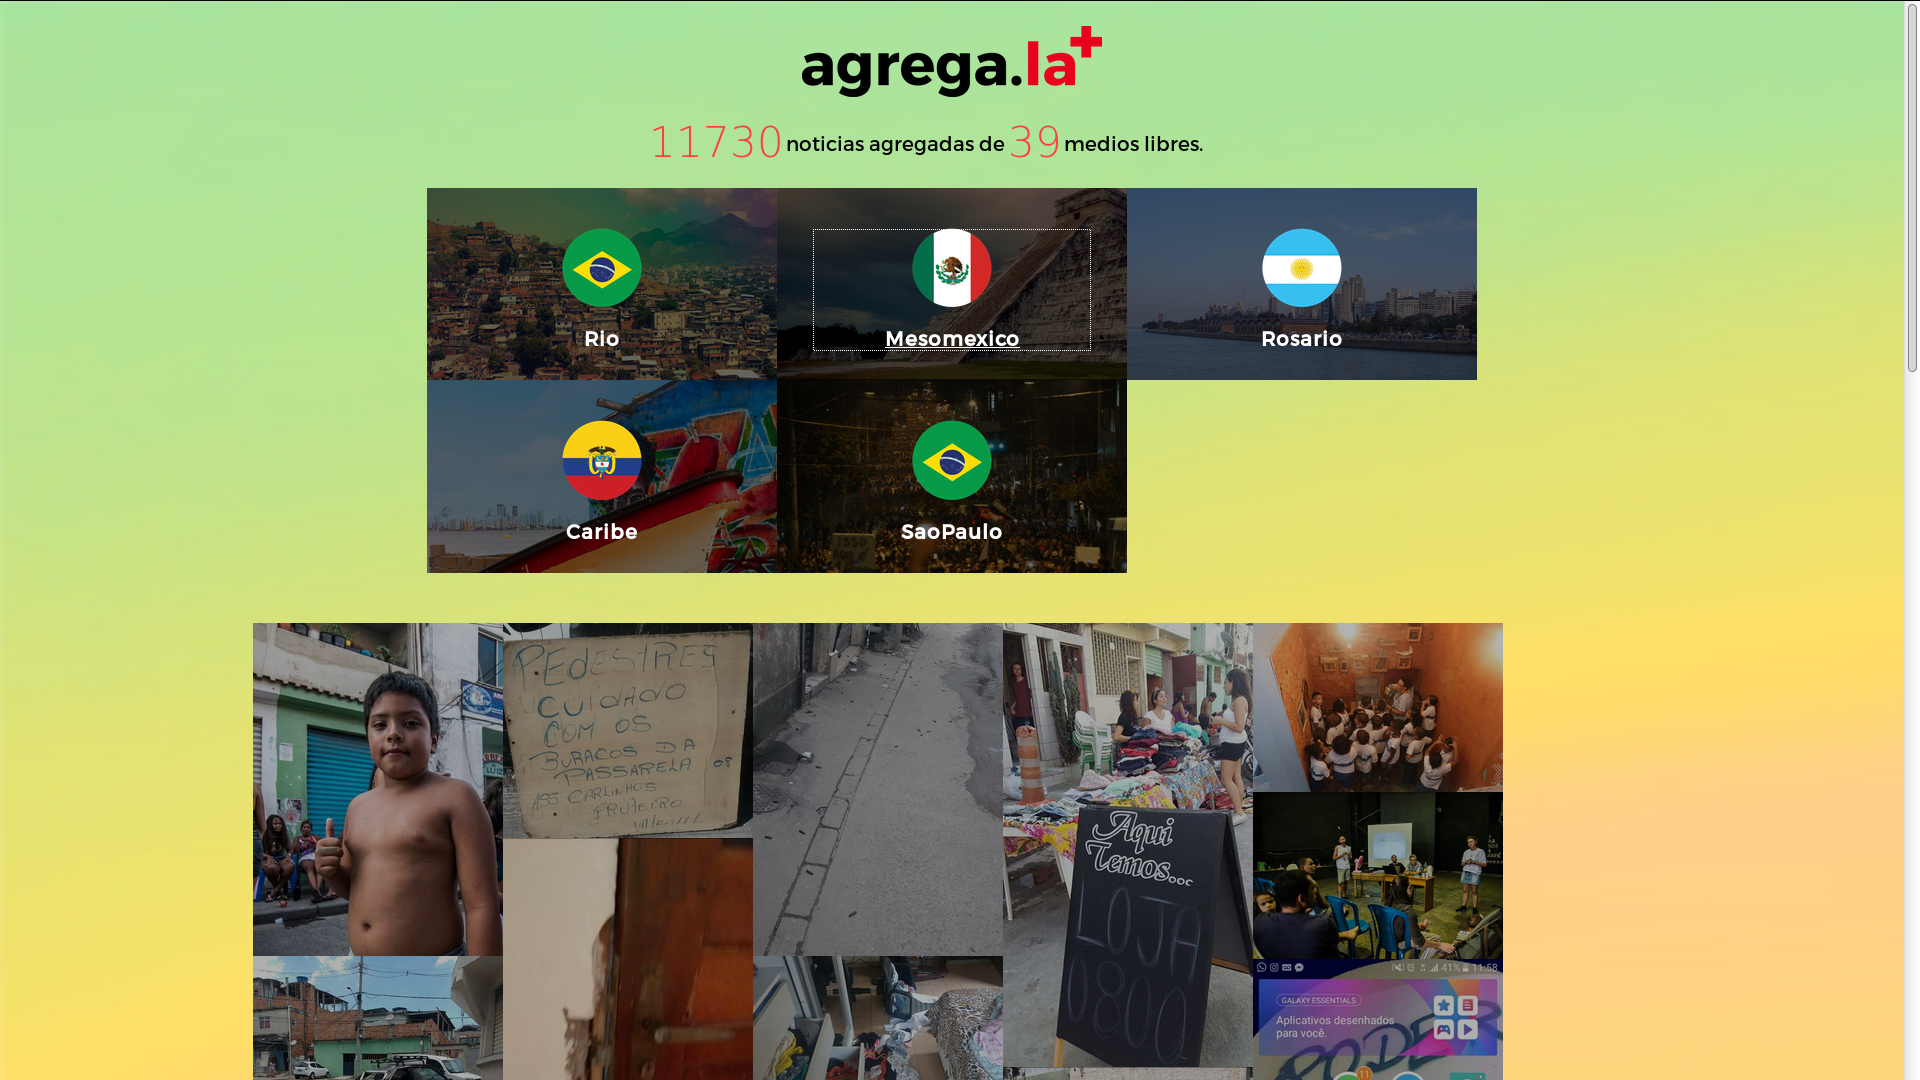 agrega.la+
11730 noticias agregadas de 39 medios libres.
Rio
Mesomexico
Rosario
Caribe
SaoPaulo
PEDESTRES
CUIDADO
COM OS
BURACOS DA
PASSARELA 08
ASS. CARLINHOS
FRUTEIRO
Aqui
Temos...
LOJA
0800
41% 11:58
GALAXY ESSENTIALS
Aplicativos desenhados
para você.
PODER
11